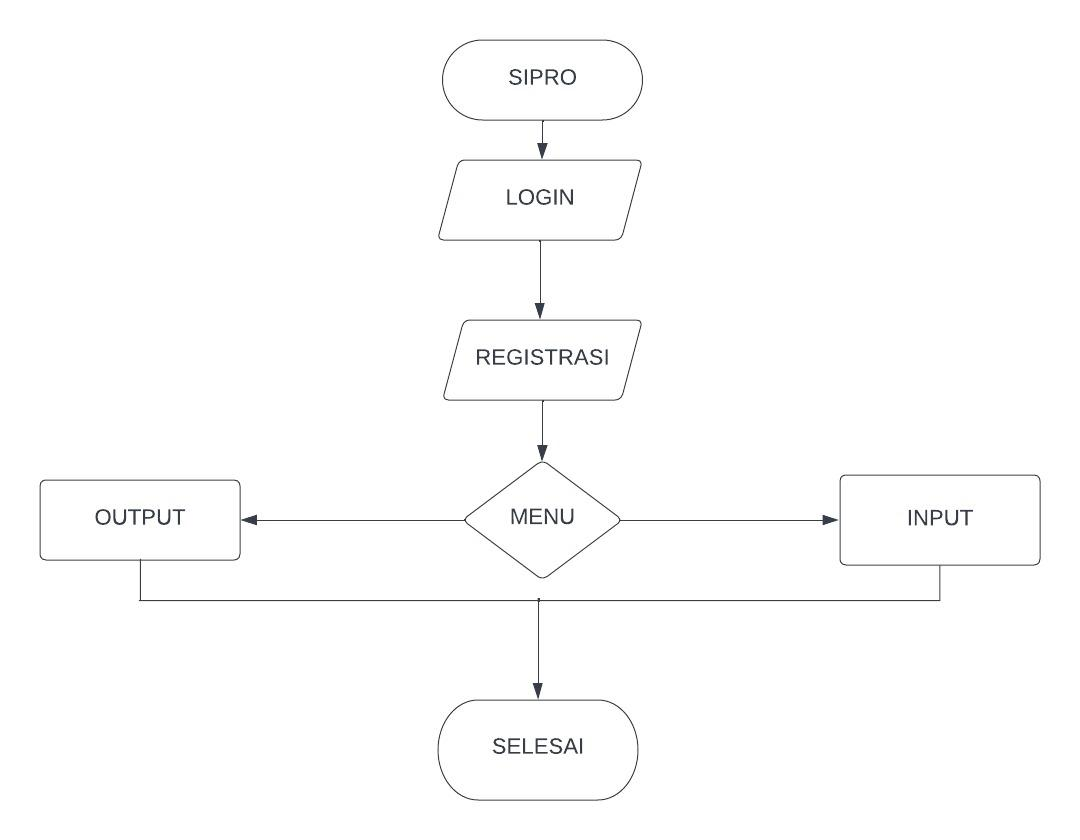 SIPRO
LOGIN
REGISTRASI
OUTPUT
MENU
INPUT
SELESAI